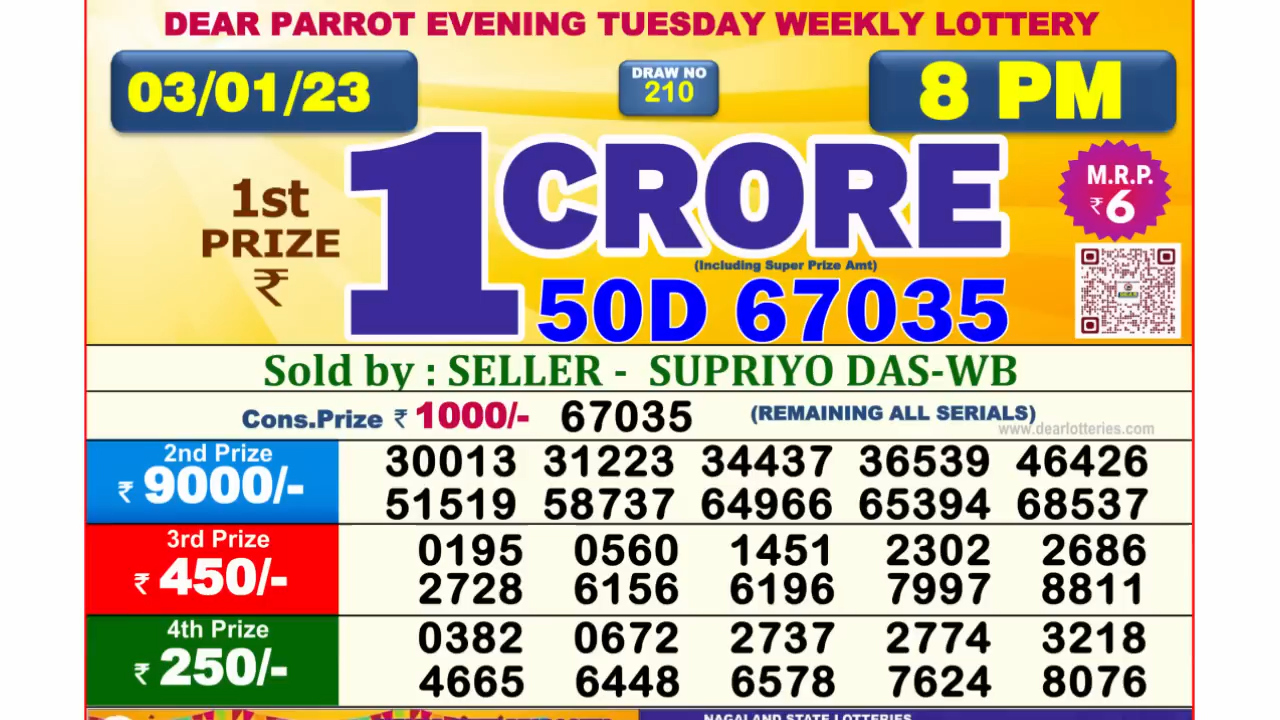 DEAR PARROT EVENING TUESDAY WEEKLY LOTTERY
03/01/23
DRAW NO
210
8 PM
1st
PRIZE
₹
1 CRORE
(Including Super Prize Amt)
50D 67035
M.R.P.
₹6
Sold by : SELLER - SUPRIYO DAS-WB
Cons.Prize ₹ 1000/- 67035 (REMAINING ALL SERIALS)
www.dearlotteries.com
2nd Prize
₹ 9000/-
30013 31223 34437 36539 46426
51519 58737 64966 65394 68537
3rd Prize
₹ 450/-
0195 0560 1451 2302 2686
2728 6156 6196 7997 8811
4th Prize
₹ 250/-
0382 0672 2737 2774 3218
4665 6448 6578 7624 8076
NAGALAND STATE LOTTERIES